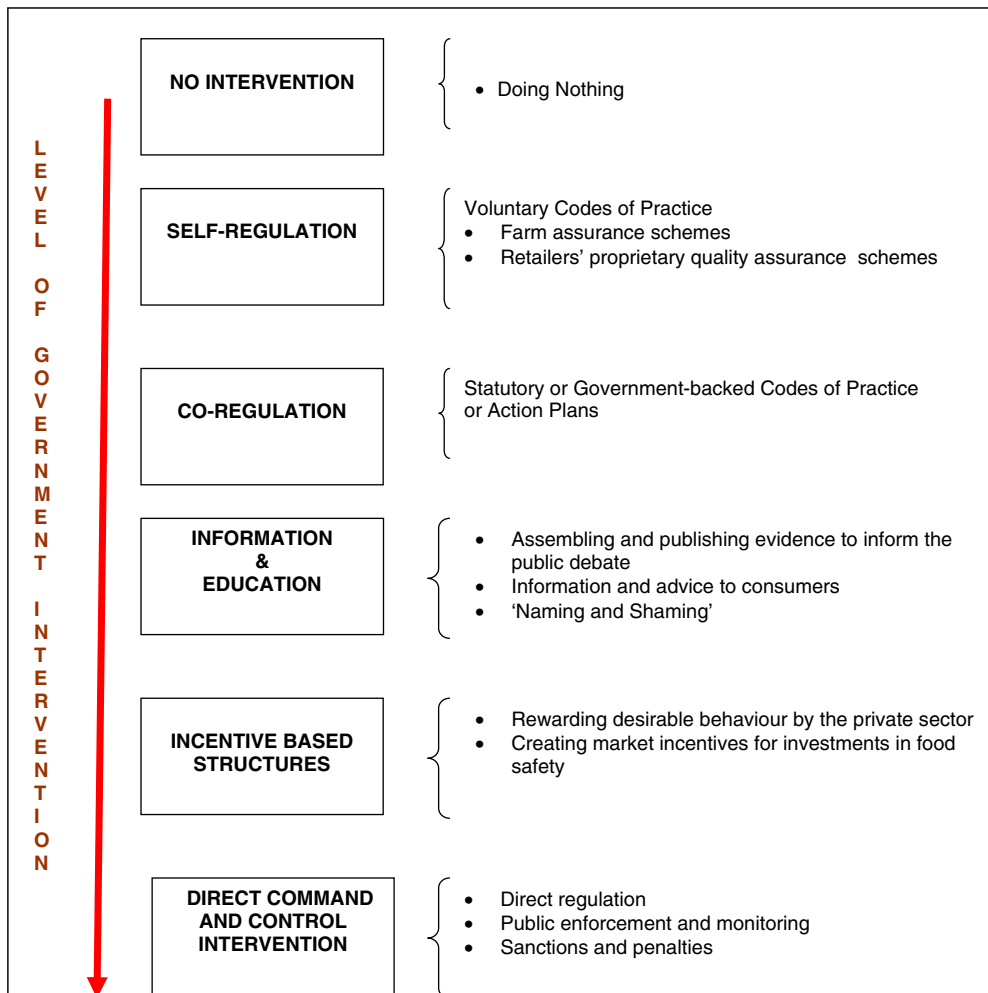 LEVEL OF GOVERNMENT INTERVENTION
NO INTERVENTION
• Doing Nothing
SELF-REGULATION
Voluntary Codes of Practice
• Farm assurance schemes
• Retailers’ proprietary quality assurance schemes
CO-REGULATION
Statutory or Government-backed Codes of Practice
or Action Plans
INFORMATION
&
EDUCATION
• Assembling and publishing evidence to inform the
public debate
• Information and advice to consumers
• ‘Naming and Shaming’
INCENTIVE BASED
STRUCTURES
• Rewarding desirable behaviour by the private sector
• Creating market incentives for investments in food
safety
DIRECT COMMAND
AND CONTROL
INTERVENTION
• Direct regulation
• Public enforcement and monitoring
• Sanctions and penalties